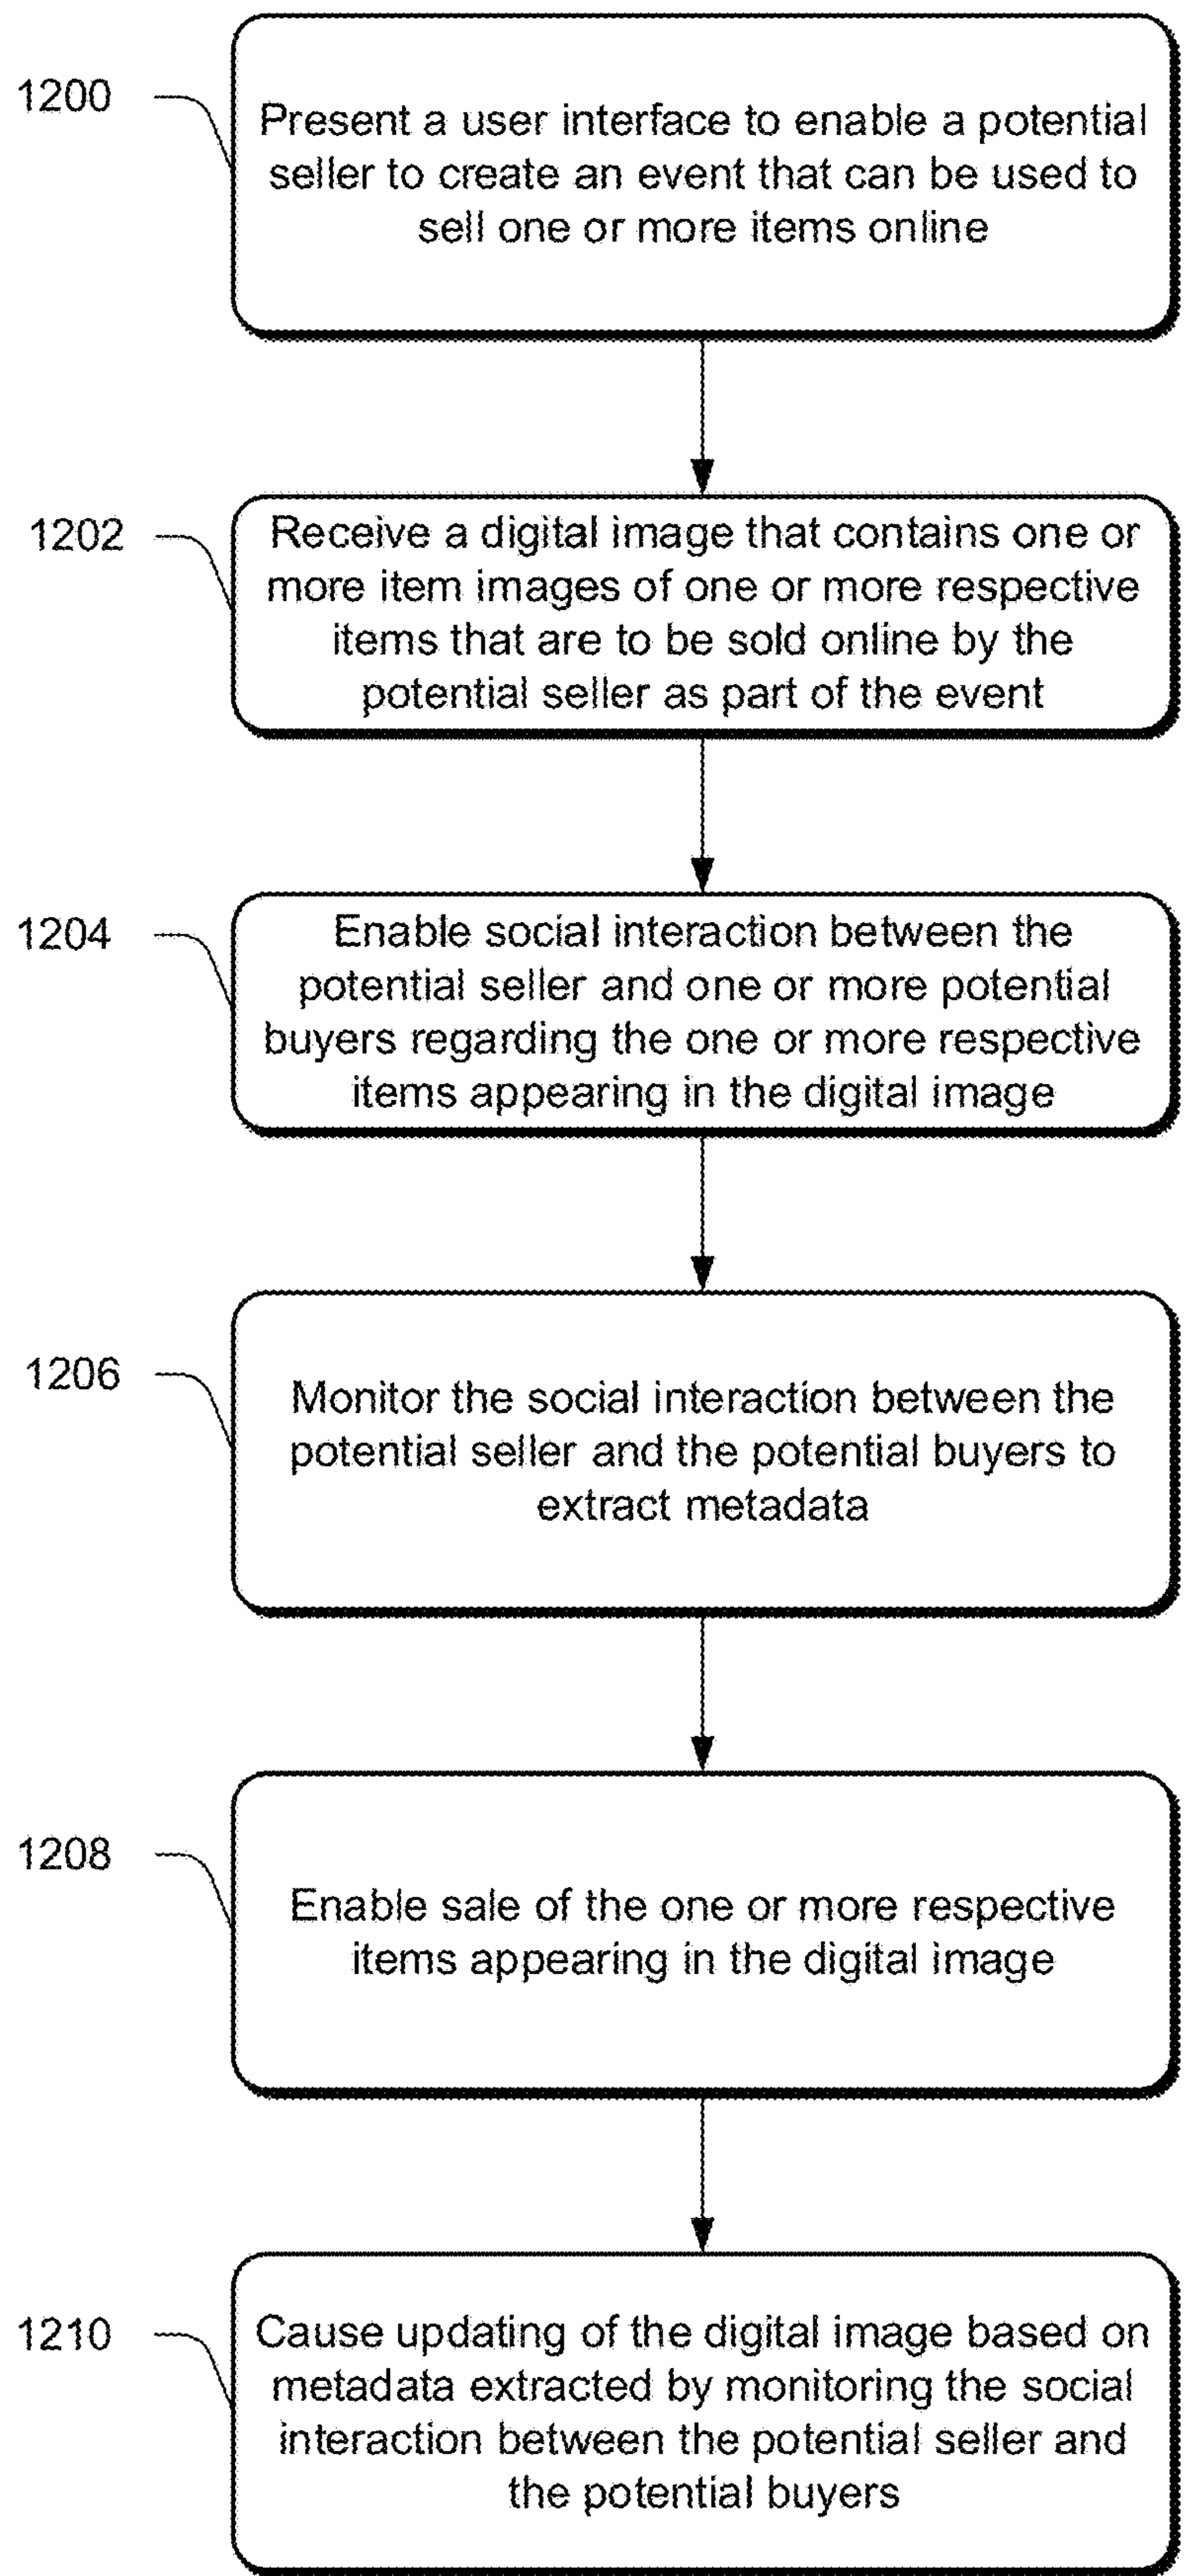 1200
Present a user interface to enable a potential
seller to create an event that can be used to
sell one or more items online
1202
Receive a digital image that contains one or
more item images of one or more respective
items that are to be sold online by the
potential seller as part of the event
1204
Enable social interaction between the
potential seller and one or more potential
buyers regarding the one or more respective
items appearing in the digital image
1206
Monitor the social interaction between the
potential seller and the potential buyers to
extract metadata
1208
Enable sale of the one or more respective
items appearing in the digital image
1210
Cause updating of the digital image based on
metadata extracted by monitoring the social
interaction between the potential seller and
the potential buyers